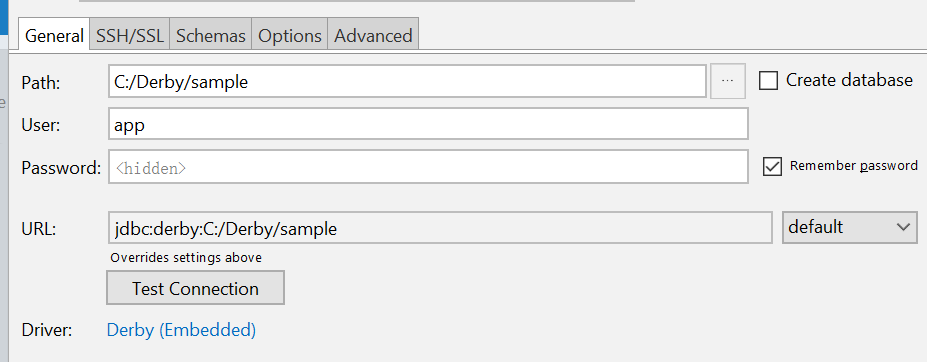 General SSH/SSL Schemas Options Advanced
Path: C:/Derby/sample ... Create database
User: app
Password: <hidden> Remember password
URL: jdbc:derby:C:/Derby/sample default
Overrides settings above
Test Connection
Driver: Derby (Embedded)